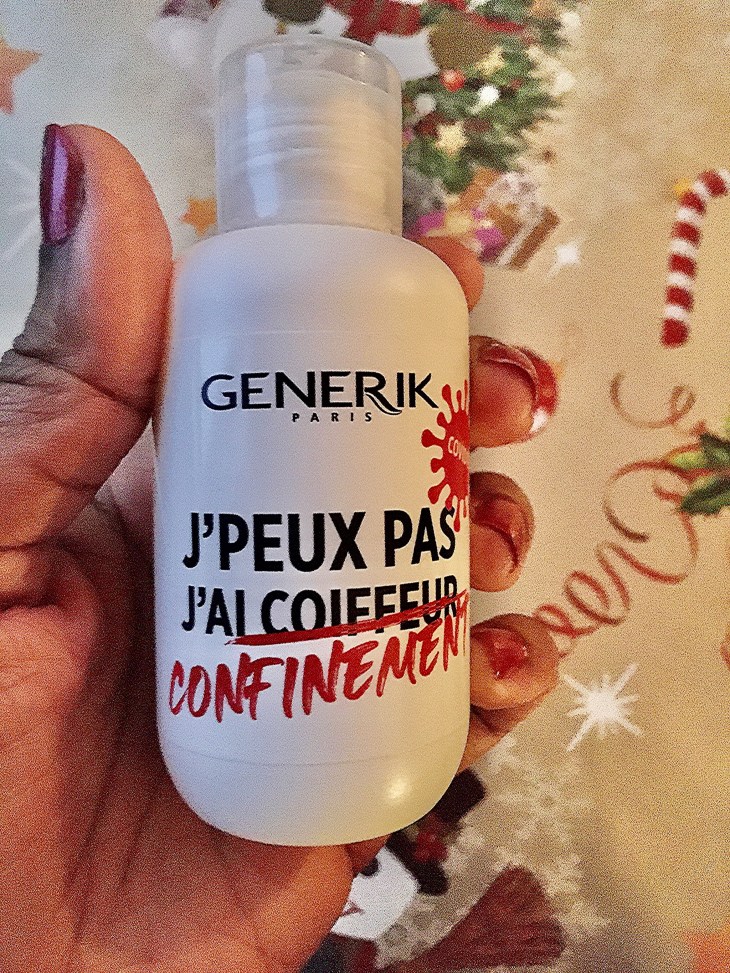 GENERIK
PARIS
J'PEUX PAS
J'AI COIFFEUR
CONFINEMENT